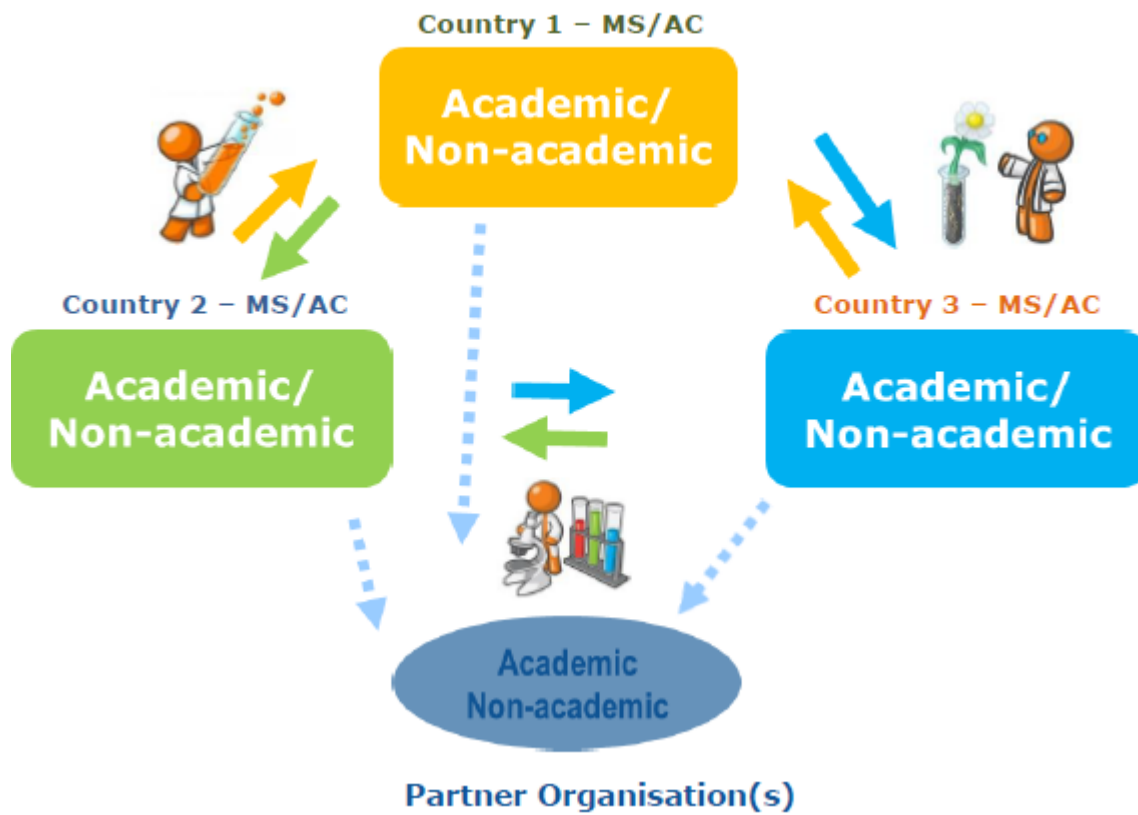 Country 1 – MS/AC
Academic/
Non-academic
Country 2 – MS/AC
Academic/
Non-academic
Country 3 – MS/AC
Academic/
Non-academic
Academic
Non-academic
Partner Organisation(s)